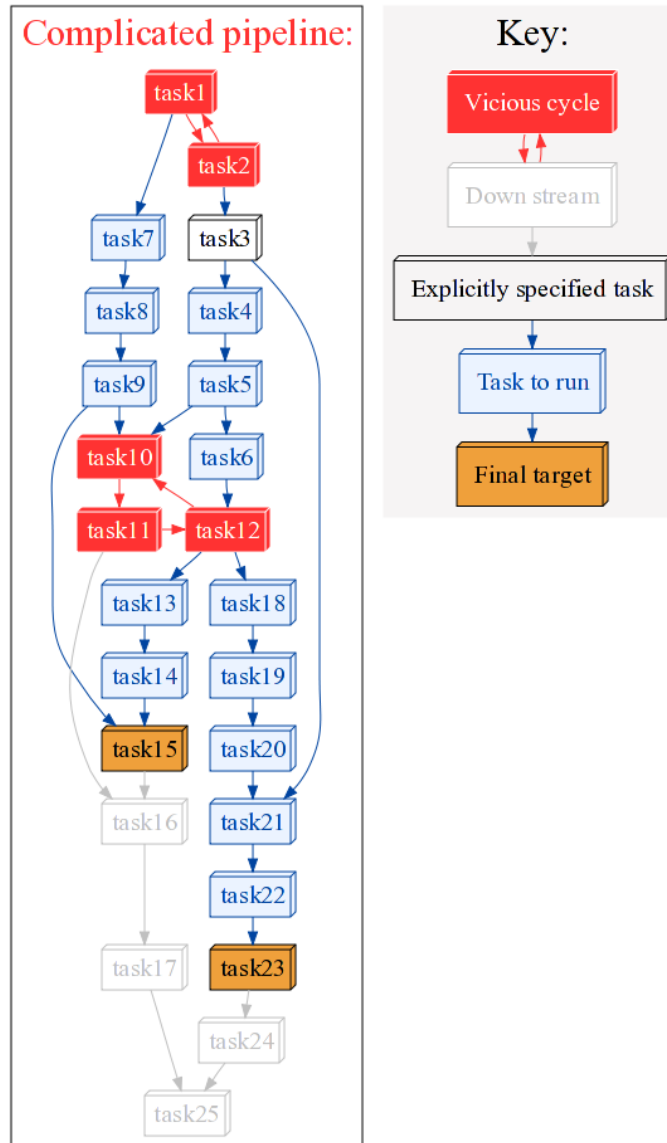 Complicated pipeline:
task1
task2
task7
task3
task8
task4
task9
task5
task10
task6
task11
task12
task13
task18
task14
task19
task15
task20
task16
task21
task22
task17
task23
task24
task25
Key:
Vicious cycle
Down stream
Explicitly specified task
Task to run
Final target